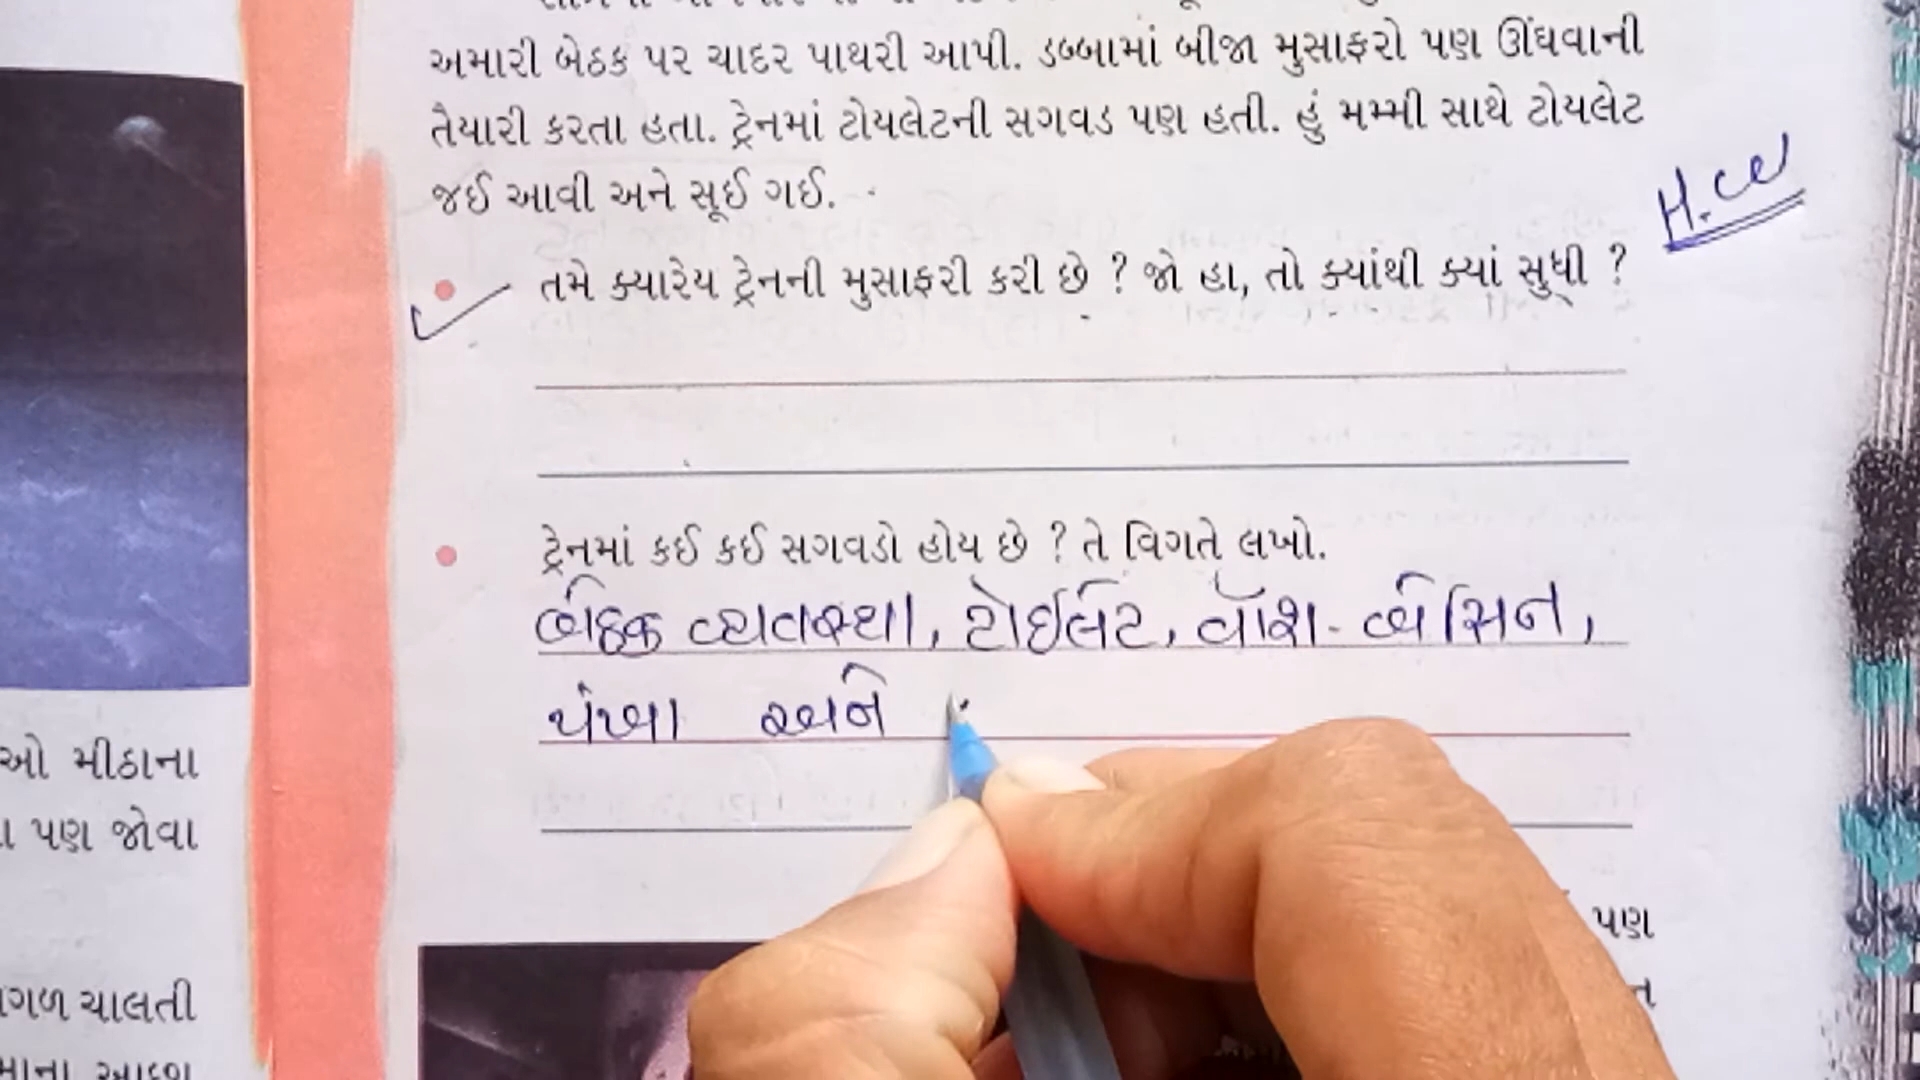 અમારી બેઠક પર ચાદર પાથરી આપી. ડબ્બામાં બીજા મુસાફરો પણ ઊંઘવાની
તૈયારી કરતા હતા. ટ્રેનમાં ટોયલેટની સગવડ પણ હતી. હું મમ્મી સાથે ટોયલેટ
જઈ આવી અને સૂઈ ગઈ.
H.w
તમે ક્યારેય ટ્રેનની મુસાફરી કરી છે ? જો હા, તો ક્યાંથી ક્યાં સુધી ?
ટ્રેનમાં કઈ કઈ સગવડો હોય છે ? તે વિગતે લખો.
બેઠક વ્યવસ્થા, ટોઈલેટ, વૉશ-બેસિન,
પંખા અને
ઓ મીઠાના
પણ જોવા
ચાલતી
પણ